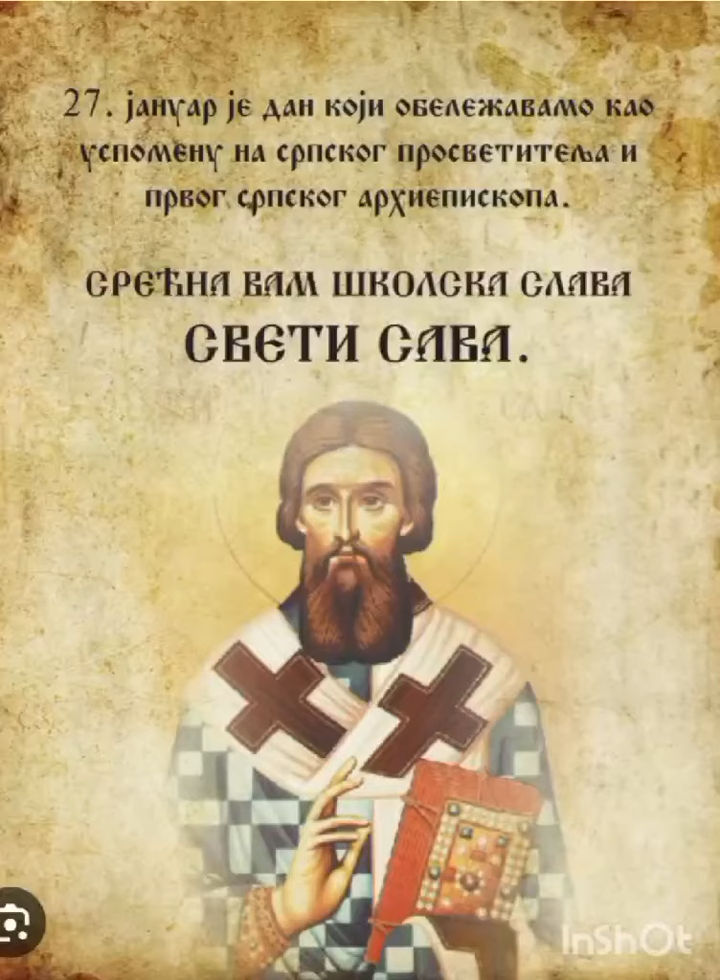 27. јануар је дан који обележавамо као
успомену на српског просветитеља и
првог српског архиепископа.
СРЕЋНА ВАМ ШКОЛСКА СЛАВА
СВЕТИ САВА.
InShOt